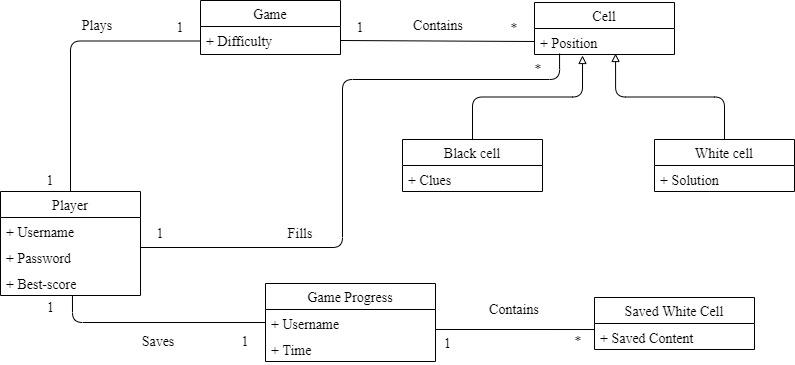 Game
+ Difficulty
Plays
1
1
Contains
*
Cell
+ Position
*
Black cell
+ Clues
White cell
+ Solution
1
Player
+ Username
+ Password
+ Best-score
1
Fills
1
Saves
1
Game Progress
+ Username
+ Time
Contains
1
*
Saved White Cell
+ Saved Content